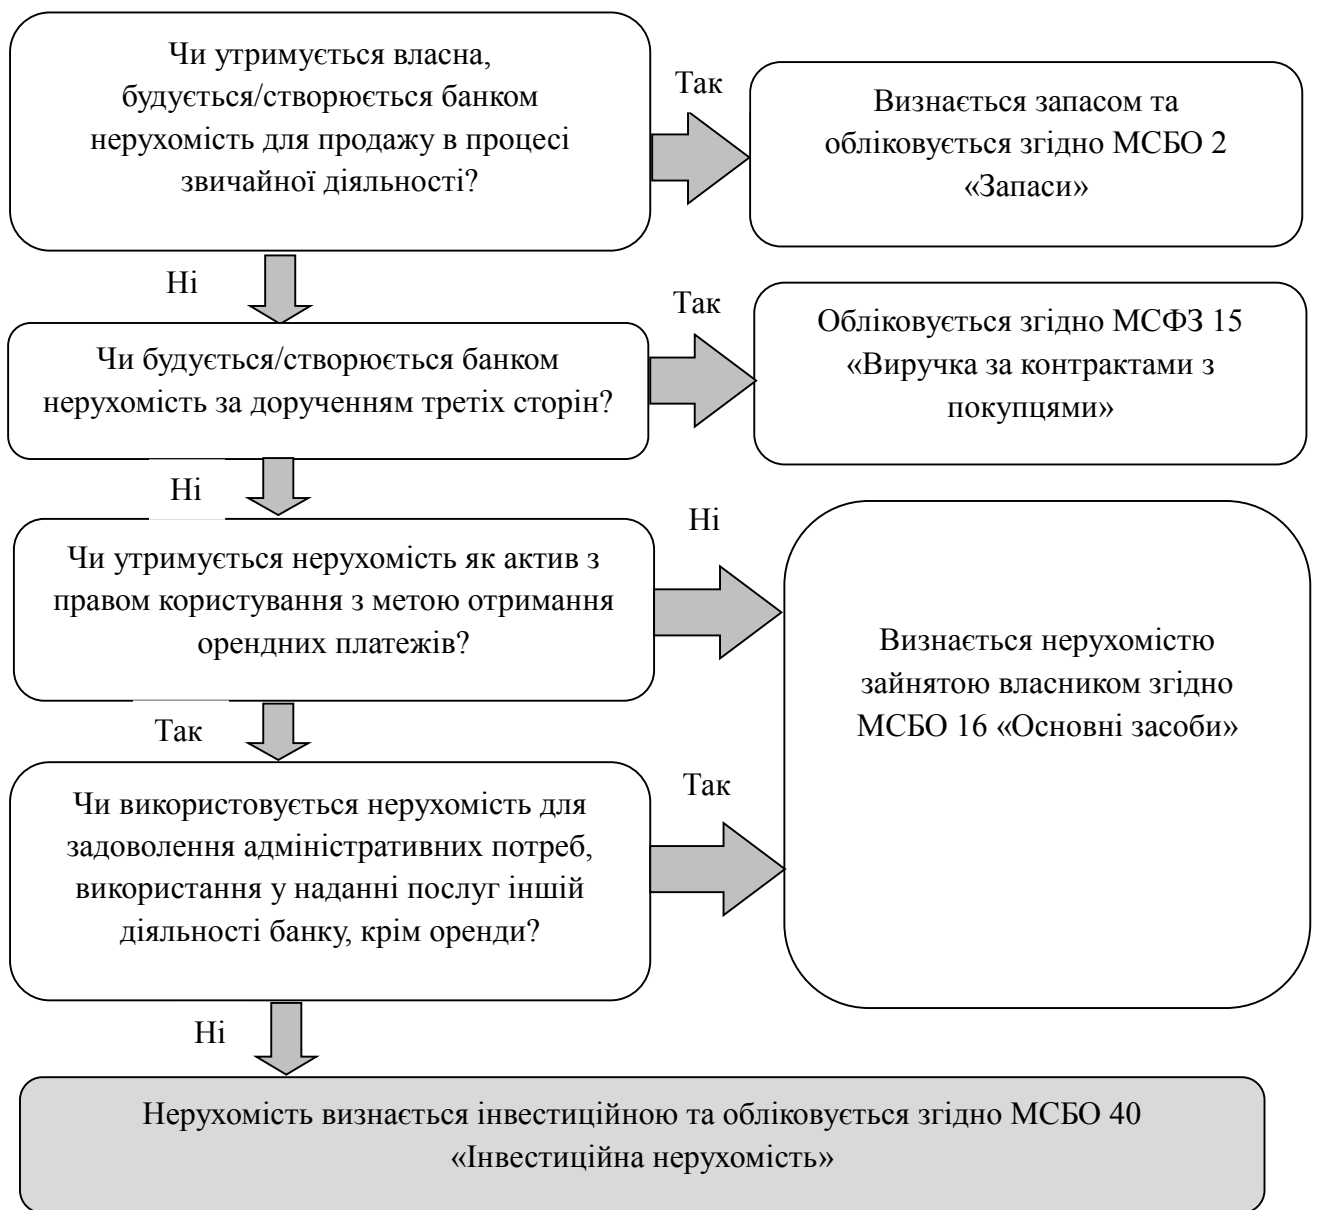 Чи утримується власна,
будується/створюється банком
нерухомість для продажу в процесі
звичайної діяльності?
Так
Визнається запасом та
обліковується згідно МСБО 2
«Запаси»
Ні
Чи будується/створюється банком
нерухомість за дорученням третіх сторін?
Так
Обліковується згідно МСФЗ 15
«Виручка за контрактами з
покупцями»
Ні
Чи утримується нерухомість як актив з
правом користування з метою отримання
орендних платежів?
Ні
Визнається нерухомістю
зайнятою власником згідно
МСБО 16 «Основні засоби»
Так
Чи використовується нерухомість для
задоволення адміністративних потреб,
використання у наданні послуг іншій
діяльності банку, крім оренди?
Так
Ні
Нерухомість визнається інвестиційною та обліковується згідно МСБО 40
«Інвестиційна нерухомість»